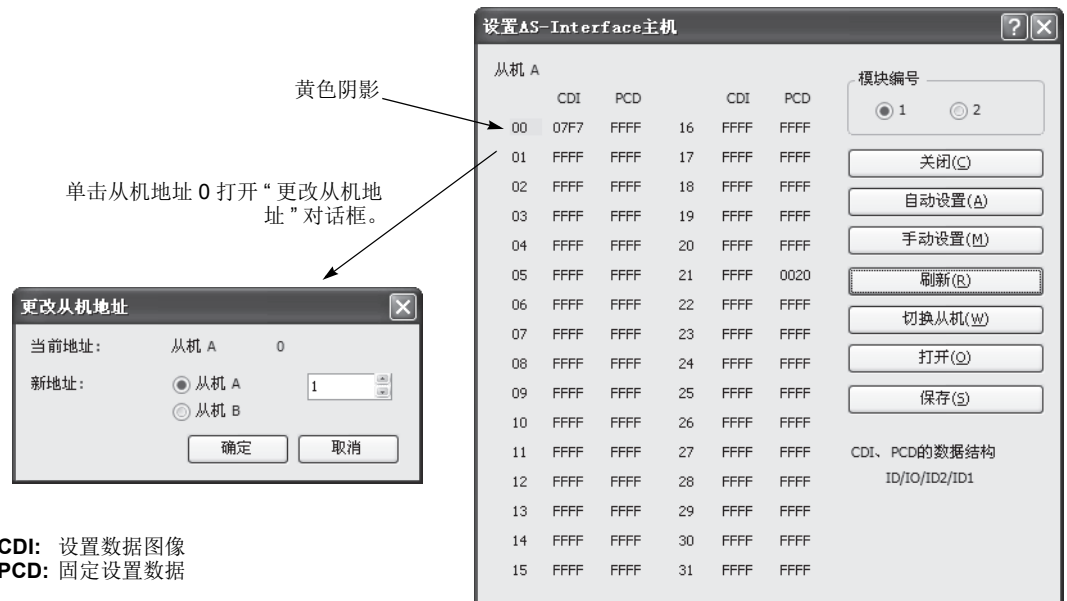 设置AS-Interface主机
从机 A
CDI PCD CDI PCD
00 07F7 FFFF 16 FFFF FFFF
01 FFFF FFFF 17 FFFF FFFF
02 FFFF FFFF 18 FFFF FFFF
03 FFFF FFFF 19 FFFF FFFF
04 FFFF FFFF 20 FFFF FFFF
05 FFFF FFFF 21 FFFF 0020
06 FFFF FFFF 22 FFFF FFFF
07 FFFF FFFF 23 FFFF FFFF
08 FFFF FFFF 24 FFFF FFFF
09 FFFF FFFF 25 FFFF FFFF
10 FFFF FFFF 26 FFFF FFFF
11 FFFF FFFF 27 FFFF FFFF
12 FFFF FFFF 28 FFFF FFFF
13 FFFF FFFF 29 FFFF FFFF
14 FFFF FFFF 30 FFFF FFFF
15 FFFF FFFF 31 FFFF FFFF
模块编号
1 2
关闭(C)
自动设置(A)
手动设置(M)
刷新(R)
切换从机(W)
打开(O)
保存(S)
CDI、PCD的数据结构
ID/IO/ID2/ID1
黄色阴影
单击从机地址 0 打开 “ 更改从机地
址 ” 对话框。
更改从机地址
当前地址: 从机 A 0
新地址: 从机 A 1
从机 B
确定 取消
CDI: 设置数据图像
PCD: 固定设置数据